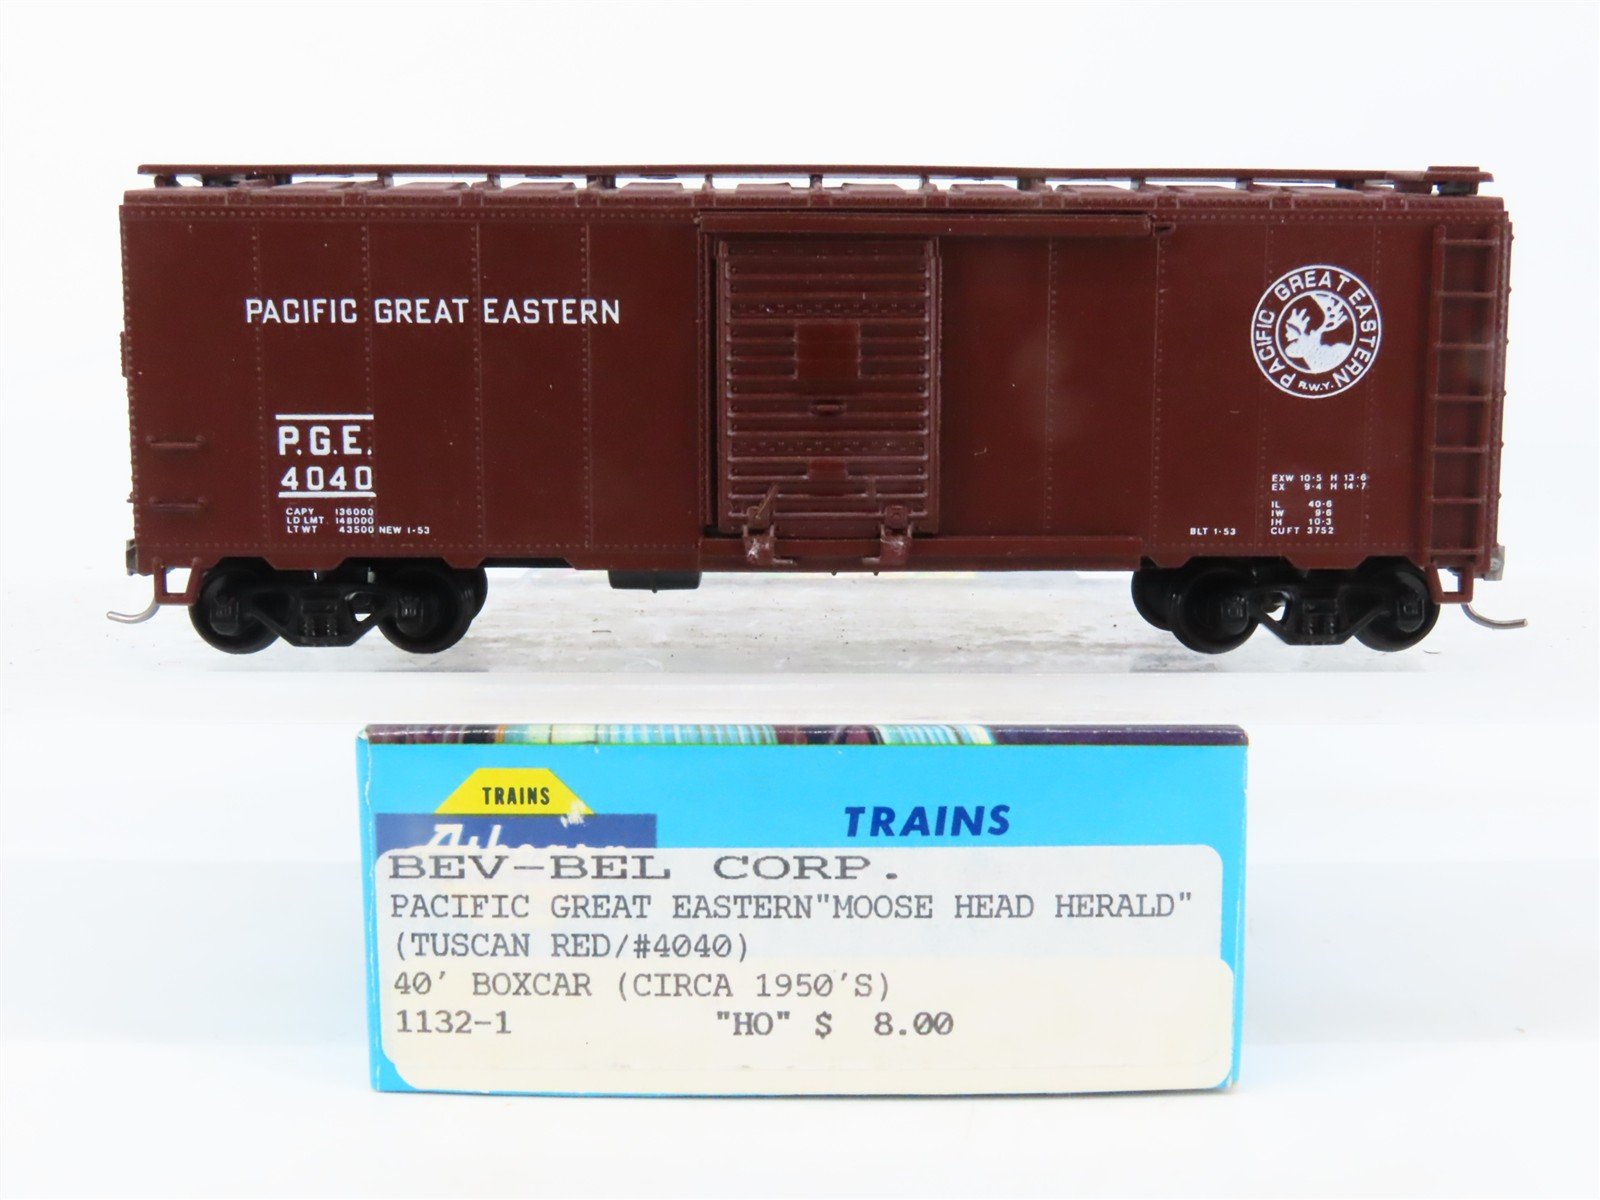 PACIFIC GREAT EASTERN
P.G.E.
4040
CAPY 136000
LD LMT 148000
LT WT 43500 NEW 1-53
PACIFIC GREAT EASTERN
R.W.Y.
EXW 10-5 H 13-6
EX 9-4 H 14-7
IL 40-6
IW 9-6
IH 10-3
BLT 1-53
CUFT 3752
TRAINS
TRAINS
Athearn
BEV-BEL CORP.
PACIFIC GREAT EASTERN"MOOSE HEAD HERALD"
(TUSCAN RED/#4040)
40' BOXCAR (CIRCA 1950'S)
1132-1 "HO" $ 8.00